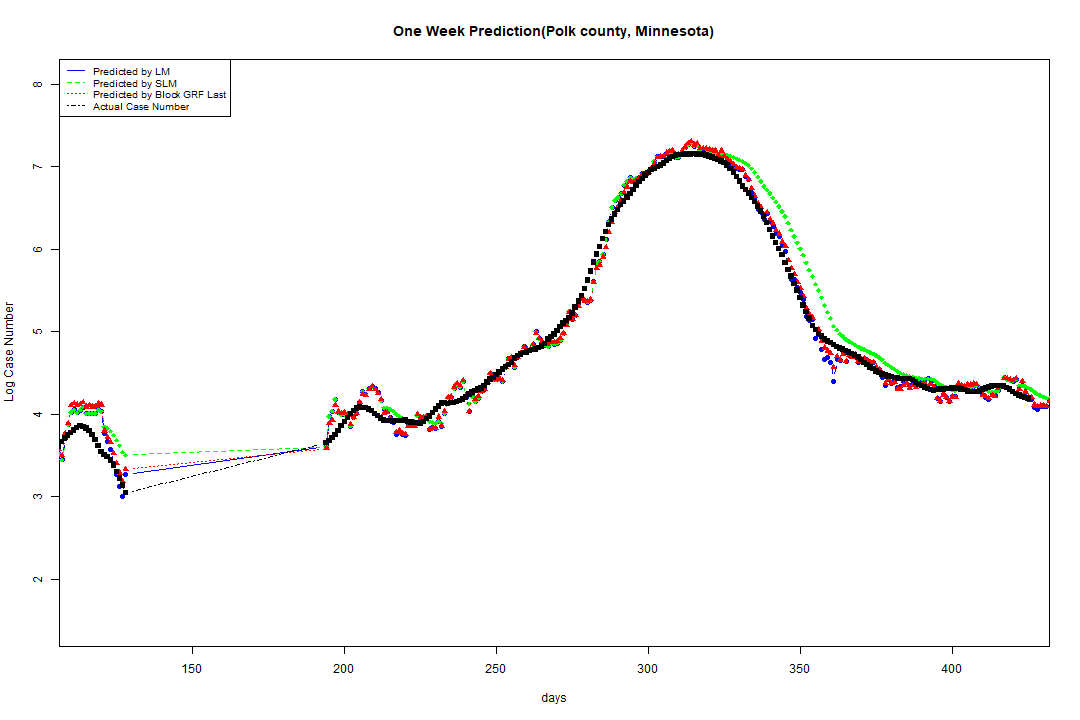 One Week Prediction(Polk county, Minnesota)
Predicted by LM
Predicted by SLM
Predicted by Block GRF Last
Actual Case Number
8
7
6
5
4
3
2
Log Case Number
150 200 250 300 350 400
days